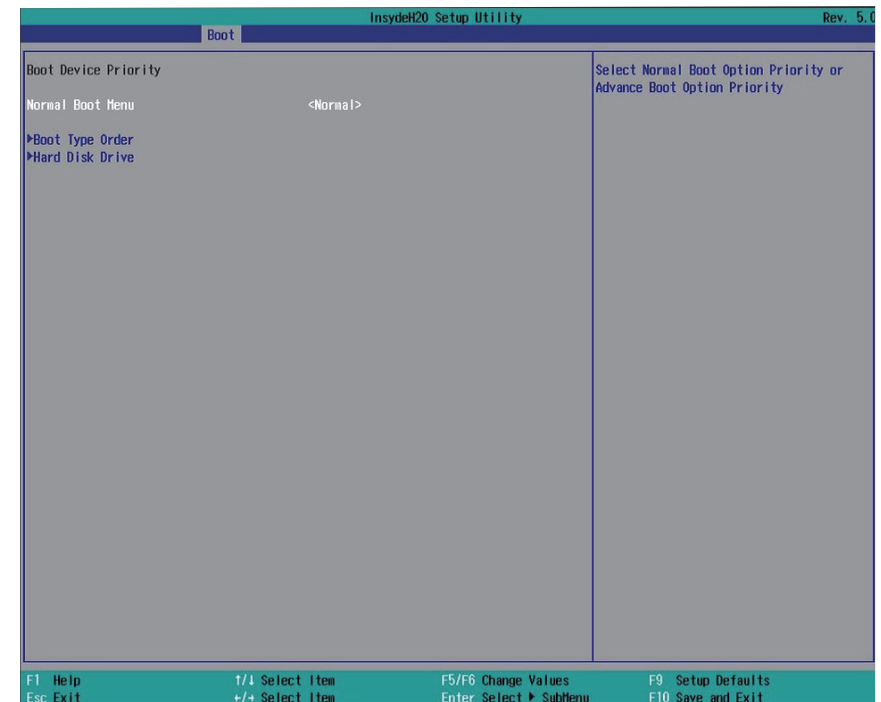 InsydeH20 Setup Utility Rev. 5.0
Boot
Boot Device Priority
Normal Boot Menu <Normal>
▶Boot Type Order
▶Hard Disk Drive
Select Normal Boot Option Priority or
Advance Boot Option Priority
F1 Help ↑/↓ Select Item F5/F6 Change Values F9 Setup Defaults
Esc Exit ←/→ Select Item Enter Select ▶ SubMenu F10 Save and Exit